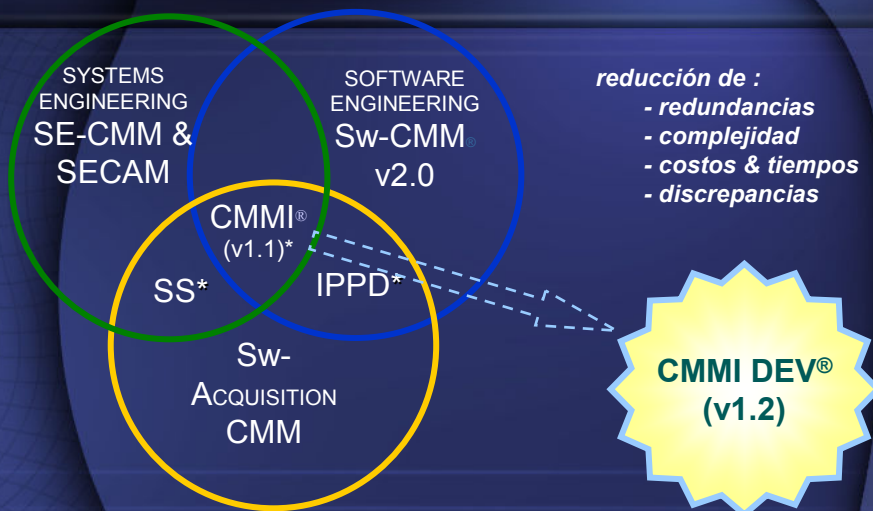 SYSTEMS
ENGINEERING
SE-CMM &
SECAM
SOFTWARE
ENGINEERING
Sw-CMM®
v2.0
reducción de :
- redundancias
- complejidad
- costos & tiempos
- discrepancias
CMMI®
(v1.1)*
SS*
IPPD*
Sw-
ACQUISITION
CMM
CMMI DEV®
(v1.2)